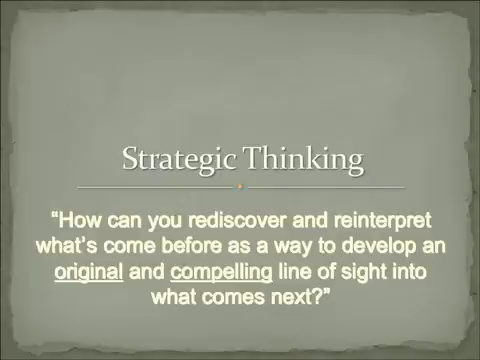 Strategic Thinking
“How can you rediscover and reinterpret
what’s come before as a way to develop an
original and compelling line of sight into
what comes next?”